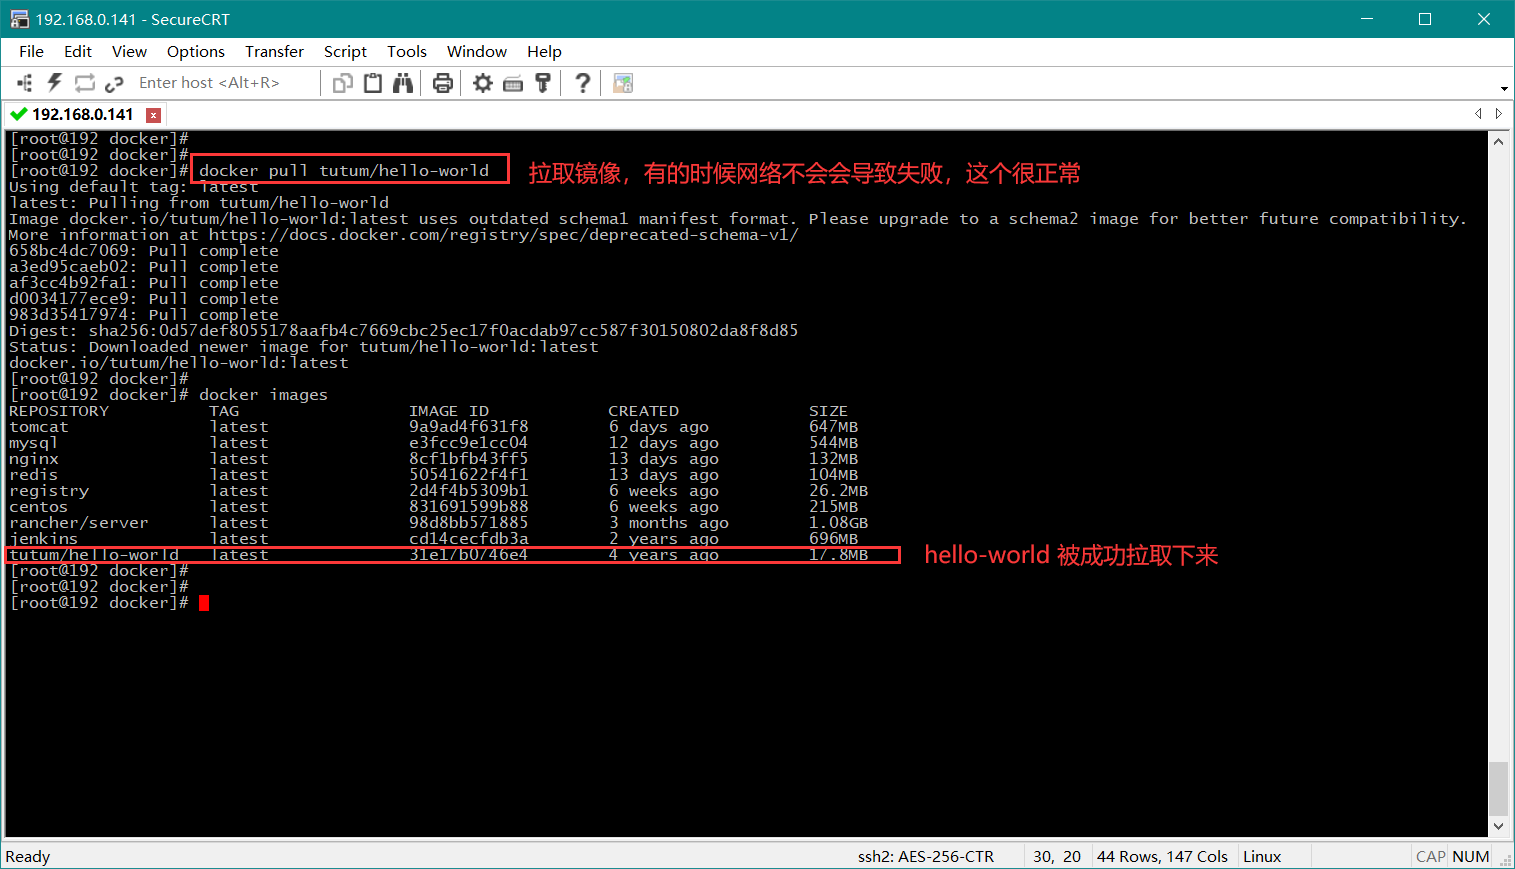 192.168.0.141 - SecureCRT
File Edit View Options Transfer Script Tools Window Help
Enter host <Alt+R>
192.168.0.141
[root@192 docker]#
[root@192 docker]#
[root@192 docker]# docker pull tutum/hello-world 拉取镜像，有的时候网络不会会导致失败，这个很正常
Using default tag: latest
latest: Pulling from tutum/hello-world
Image docker.io/tutum/hello-world:latest uses outdated schema1 manifest format. Please upgrade to a schema2 image for better future compatibility.
More information at https://docs.docker.com/registry/spec/deprecated-schema-v1/
658bc4dc7069: Pull complete
a3ed95caeb02: Pull complete
af3cc4b92fa1: Pull complete
d0034177ece9: Pull complete
983d35417974: Pull complete
Digest: sha256:0d57def8055178aafb4c7669cbc25ec17f0acdab97cc587f30150802da8f8d85
Status: Downloaded newer image for tutum/hello-world:latest
docker.io/tutum/hello-world:latest
[root@192 docker]#
[root@192 docker]# docker images
REPOSITORY TAG IMAGE ID CREATED SIZE
tomcat latest 9a9ad4f631f8 6 days ago 647MB
mysql latest e3fcc9e1cc04 12 days ago 544MB
nginx latest 8cf1bfb43ff5 13 days ago 132MB
redis latest 50541622f4f1 13 days ago 104MB
registry latest 2d4f4b5309b1 6 weeks ago 26.2MB
centos latest 831691599b88 6 weeks ago 215MB
rancher/server latest 98d8bb571885 3 months ago 1.08GB
jenkins latest cd14cecfdb3a 2 years ago 696MB
tutum/hello-world latest 31e17b0746e4 4 years ago 17.8MB hello-world 被成功拉取下来
[root@192 docker]#
[root@192 docker]#
[root@192 docker]#
Ready ssh2: AES-256-CTR 30, 20 44 Rows, 147 Cols Linux CAP NUM